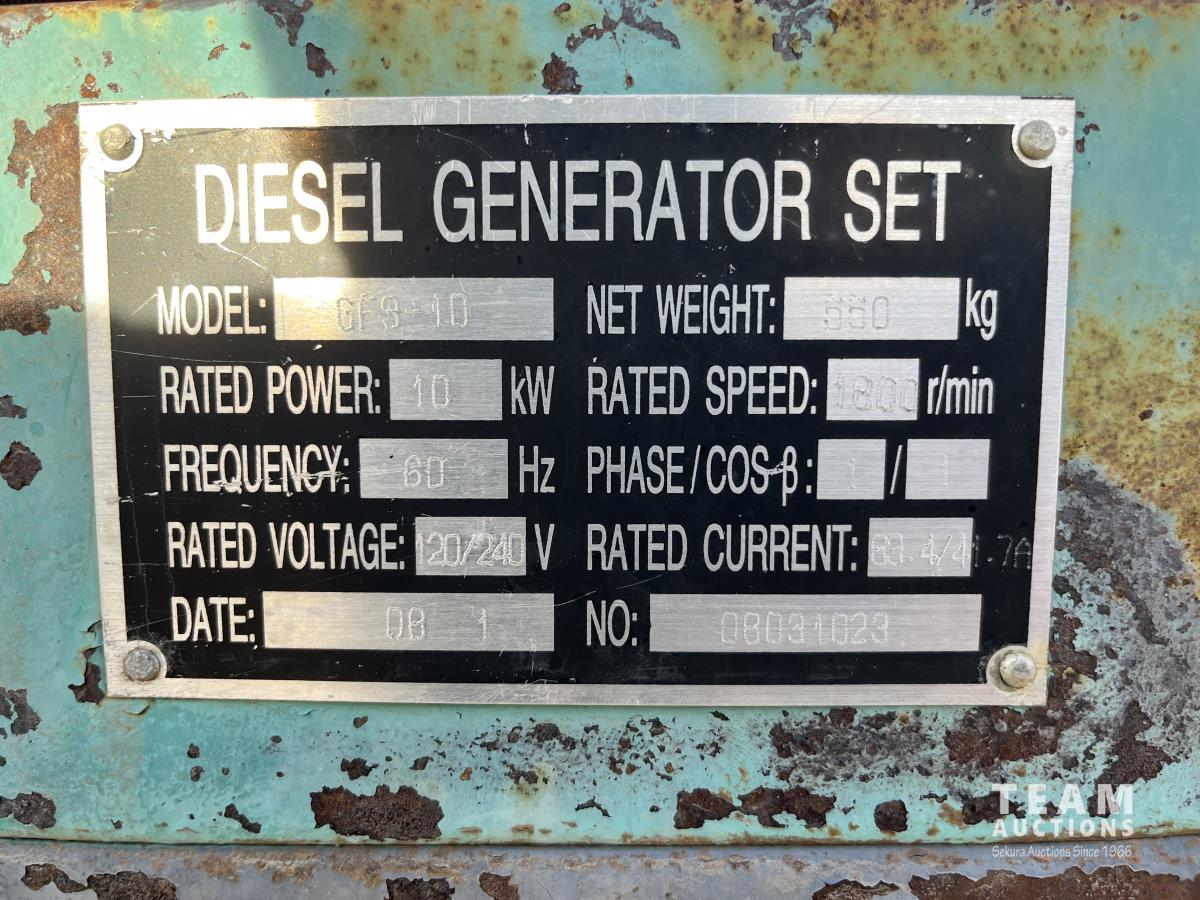 DIESEL GENERATOR SET
MODEL: GFS-10 NET WEIGHT: 550 kg
RATED POWER: 10 kW RATED SPEED: 1800 r/min
FREQUENCY: 60 Hz PHASE/COS-β: 1 / 1
RATED VOLTAGE: 120/240 V RATED CURRENT: 83.4/41.7A
DATE: 08 1 NO: 08031023
TEAM
AUCTIONS
Sekura Auctions Since 1966